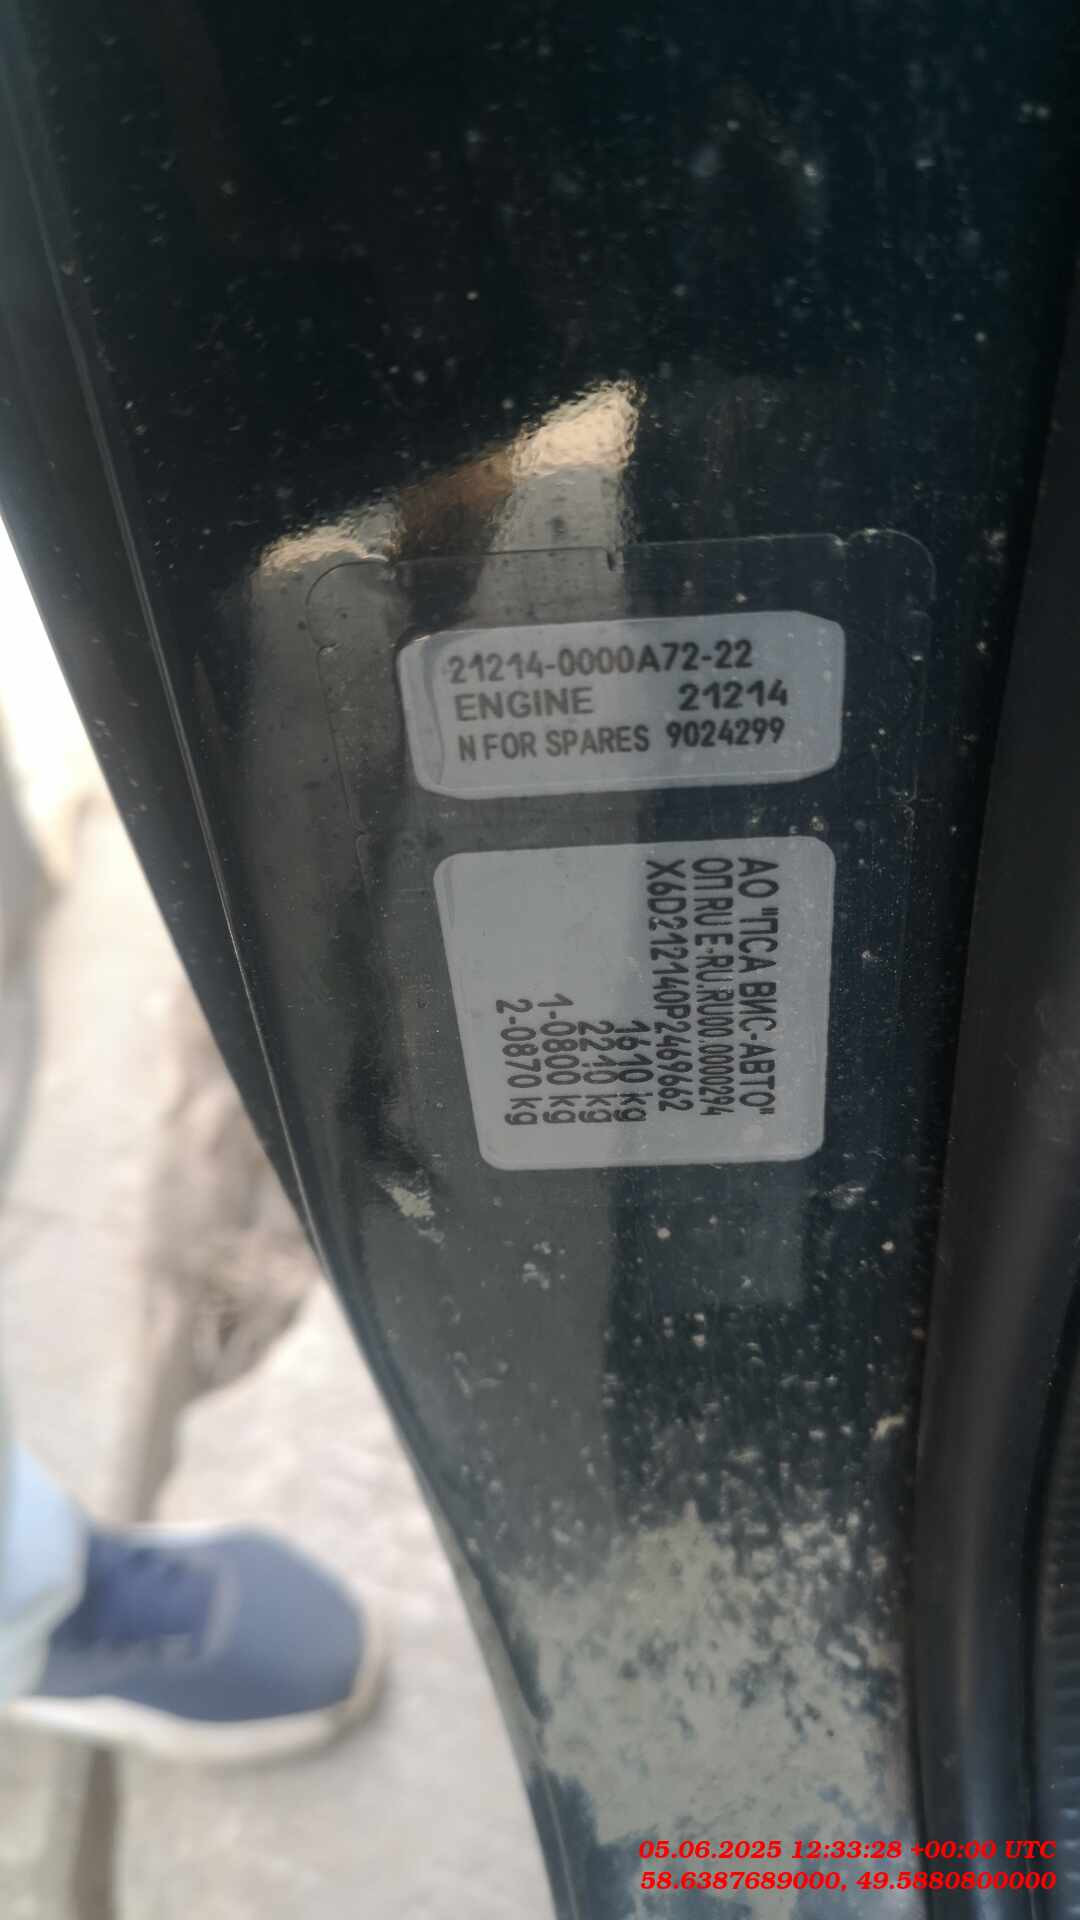 21214-0000A72-22
ENGINE 21214
N FOR SPARES 9024299
АО "ПСА ВИС-АВТО"
ОП RU E-RU.RU00.0000294
X6D212140P2469662
1610 kg
2210 kg
1-0800 kg
2-0870 kg
05.06.2025 12:33:28 +00:00 UTC
58.6387689000, 49.5880800000